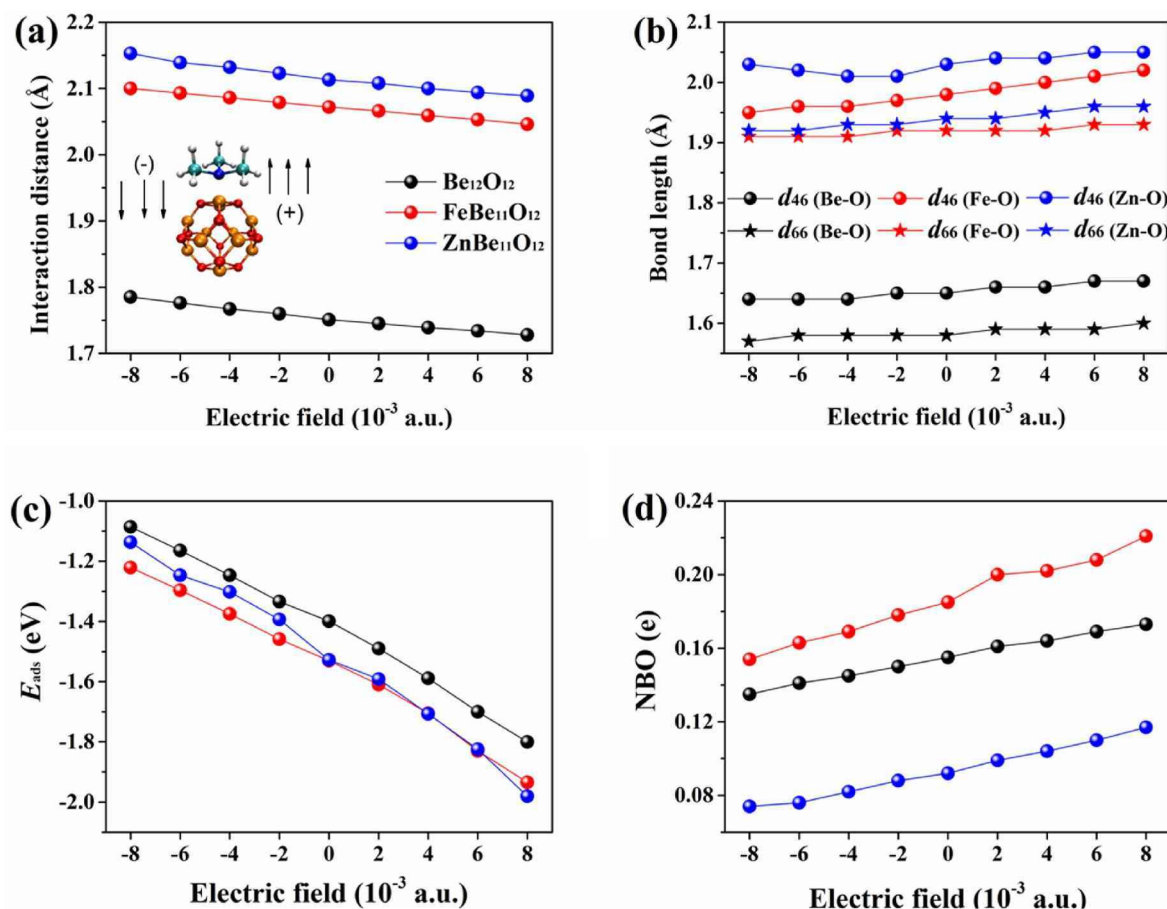 (a)
2.2
2.1
2.0
1.9
1.8
1.7
Interaction distance (Å)
(-)
(+)
Be₁₂O₁₂
FeBe₁₁O₁₂
ZnBe₁₁O₁₂
-8 -6 -4 -2 0 2 4 6 8
Electric field (10⁻³ a.u.)
(b)
2.1
2.0
1.9
1.8
1.7
1.6
Bond length (Å)
d₄₆ (Be-O) d₄₆ (Fe-O) d₄₆ (Zn-O)
d₆₆ (Be-O) d₆₆ (Fe-O) d₆₆ (Zn-O)
-8 -6 -4 -2 0 2 4 6 8
Electric field (10⁻³ a.u.)
(c)
-1.0
-1.2
-1.4
-1.6
-1.8
-2.0
E_ads (eV)
-8 -6 -4 -2 0 2 4 6 8
Electric field (10⁻³ a.u.)
(d)
0.24
0.20
0.16
0.12
0.08
NBO (e)
-8 -6 -4 -2 0 2 4 6 8
Electric field (10⁻³ a.u.)